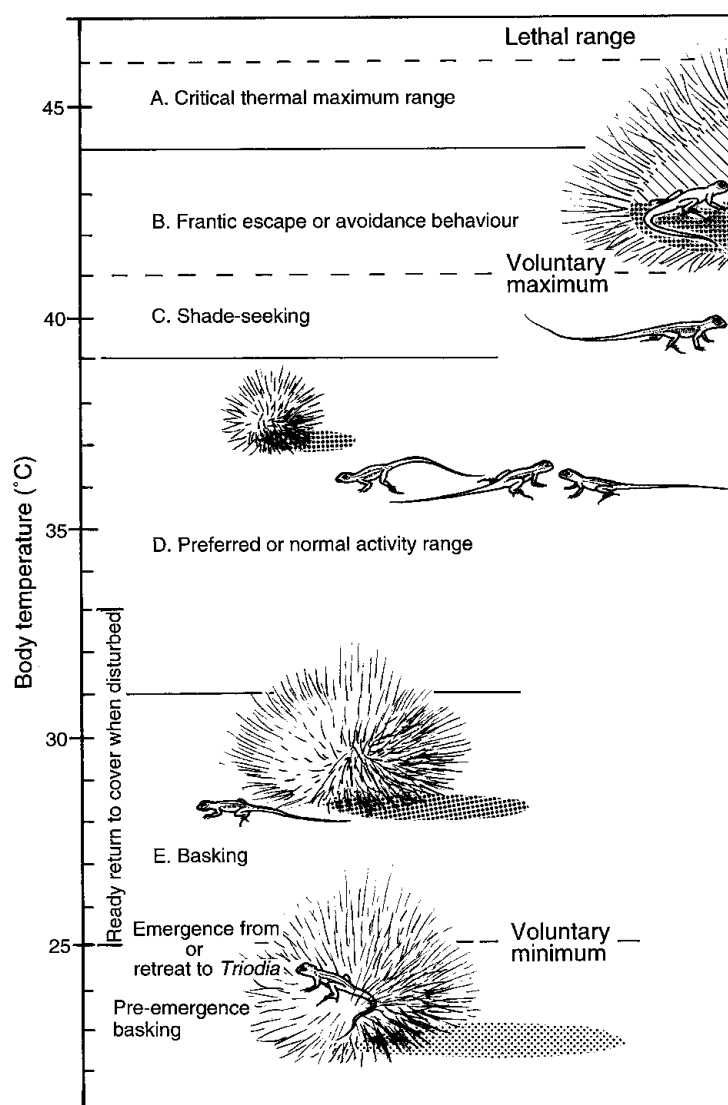 Lethal range
A. Critical thermal maximum range
45
B. Frantic escape or avoidance behaviour
Voluntary
maximum
C. Shade-seeking
40
35
D. Preferred or normal activity range
Body temperature (°C)
Ready return to cover when disturbed
30
E. Basking
Emergence from
or
retreat to Triodia
25
Voluntary
minimum
Pre-emergence
basking